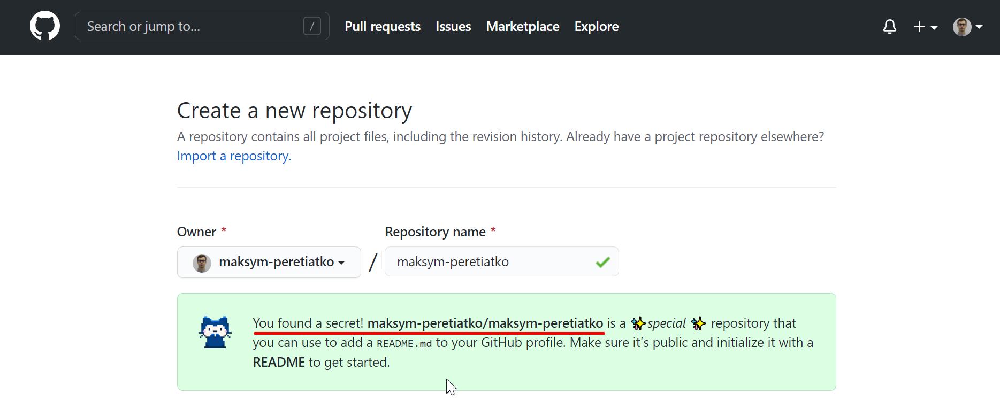 Search or jump to... / Pull requests Issues Marketplace Explore
Create a new repository
A repository contains all project files, including the revision history. Already have a project repository elsewhere?
Import a repository.
Owner * Repository name *
maksym-peretiatko / maksym-peretiatko
You found a secret! maksym-peretiatko/maksym-peretiatko is a ✨special ✨ repository that
you can use to add a README.md to your GitHub profile. Make sure it’s public and initialize it with a
README to get started.